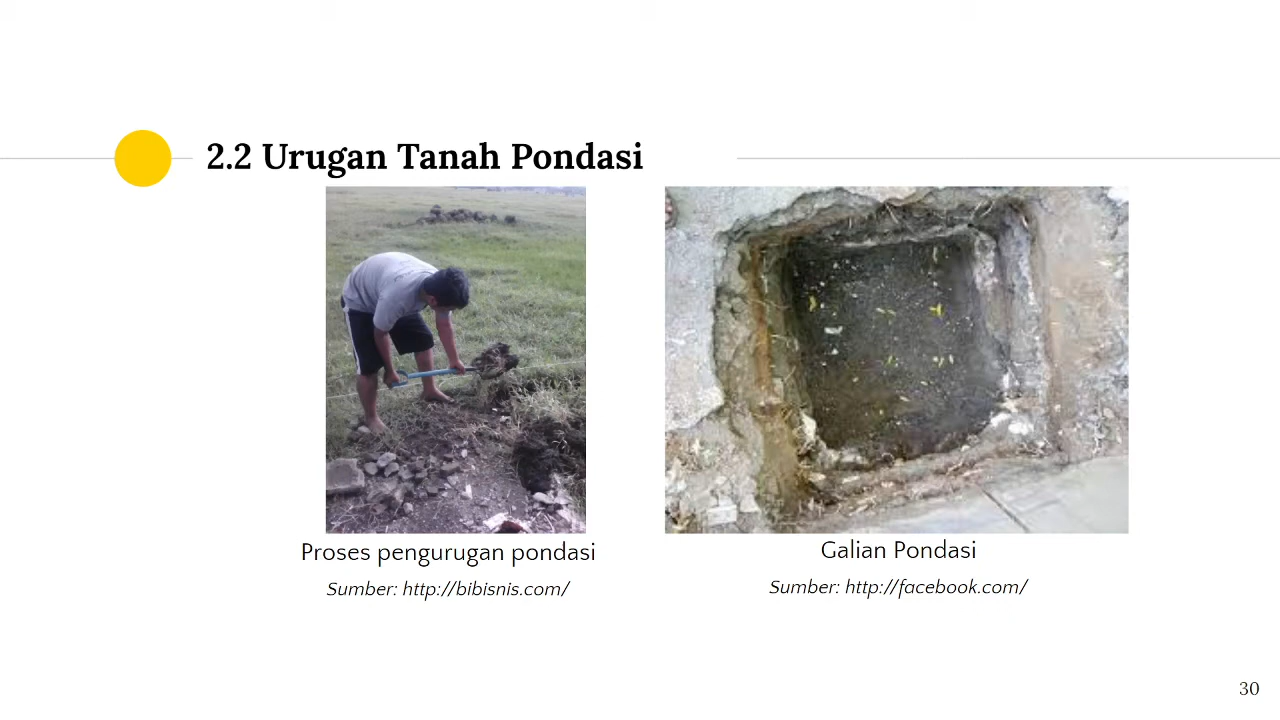 2.2 Urugan Tanah Pondasi
Proses pengurugan pondasi
Sumber: http://bibisnis.com/
Galian Pondasi
Sumber: http://facebook.com/
30